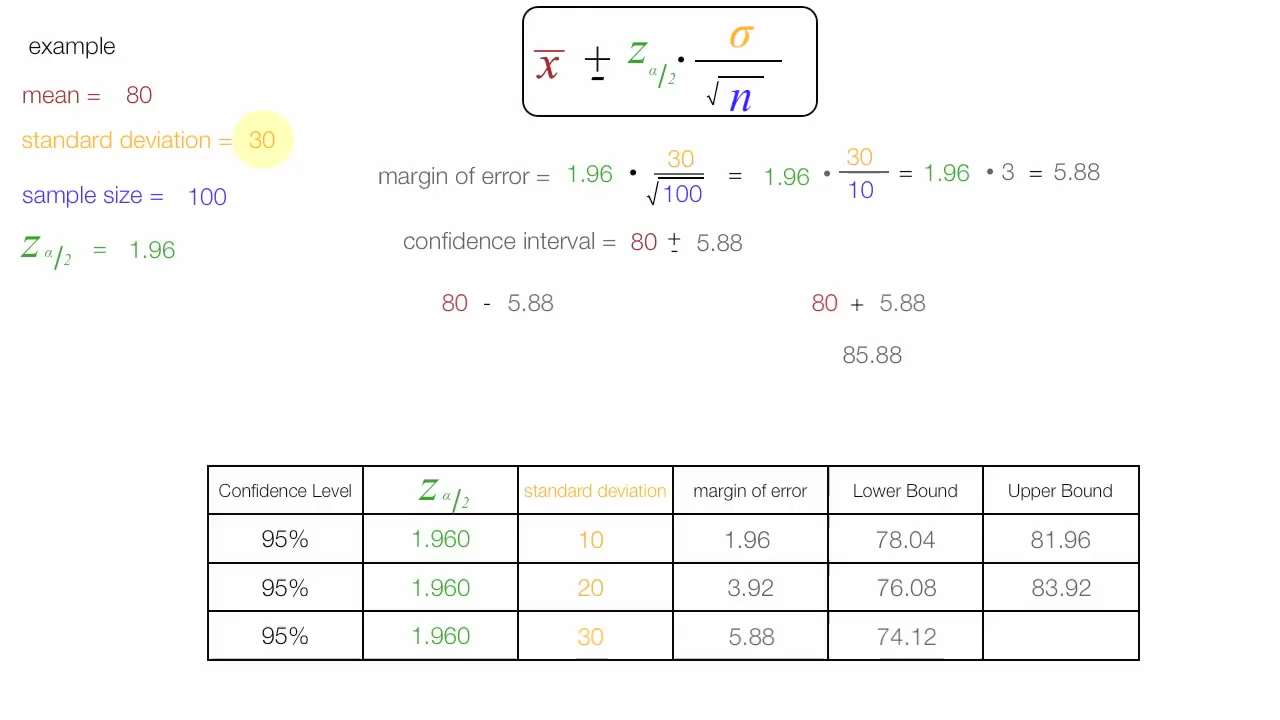 example
x̄ ± z α/2 · σ / √n
mean = 80
standard deviation = 30
sample size = 100
z α/2 = 1.96
margin of error = 1.96 · 30/√100 = 1.96 · 30/10 = 1.96 · 3 = 5.88
confidence interval = 80 ± 5.88
80 - 5.88
80 + 5.88
85.88
Confidence Level z α/2 standard deviation margin of error Lower Bound Upper Bound
95% 1.960 10 1.96 78.04 81.96
95% 1.960 20 3.92 76.08 83.92
95% 1.960 30 5.88 74.12